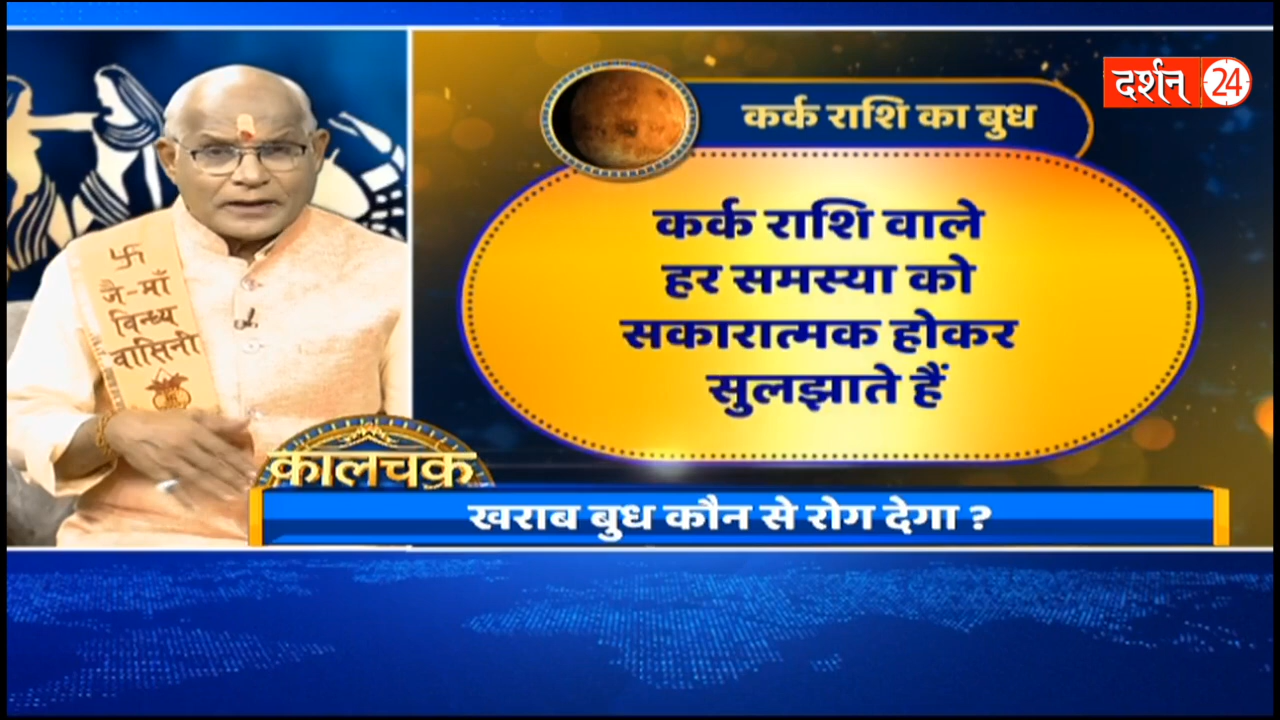 दर्शन 24
कर्क राशि का बुध
कर्क राशि वाले
हर समस्या को
सकारात्मक होकर
सुलझाते हैं
जै-माँ
विन्ध्य
वासिनी
कालचक्र
खराब बुध कौन से रोग देगा ?